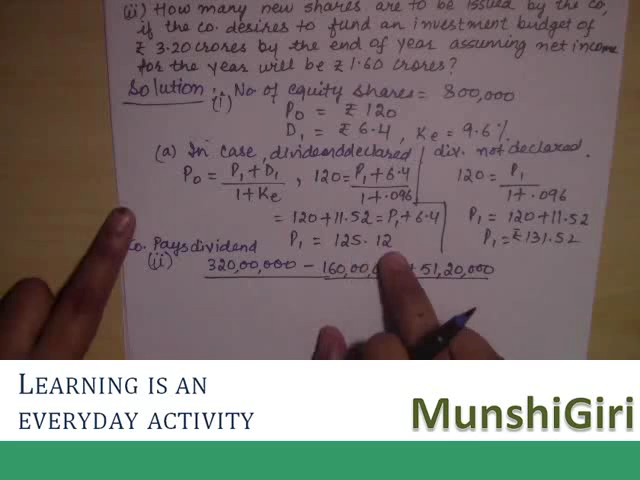 (ii) How many new shares are to be issued by the co,
if the co. desires to fund an investment budget of
₹ 3.20 crores by the end of year assuming net income
for the year will be ₹1.60 crores?
Solution: (i) No of equity shares = 800,000
P0 = ₹120
D1 = ₹6.4, Ke = 9.6%
(a) In case, dividend declared
P0 = P1 + D1 / 1 + Ke , 120 = P1 + 6.4 / 1 + .096
= 120 + 11.52 = P1 + 6.4
P1 = 125.12
div. not declared.
120 = P1 / 1 + .096
P1 = 120 + 11.52
P1 = ₹131.52
Co. Pays dividend
(ii) 320,00,000 - 160,00,0 + 51,20,000
LEARNING IS AN
EVERYDAY ACTIVITY
MunshiGiri